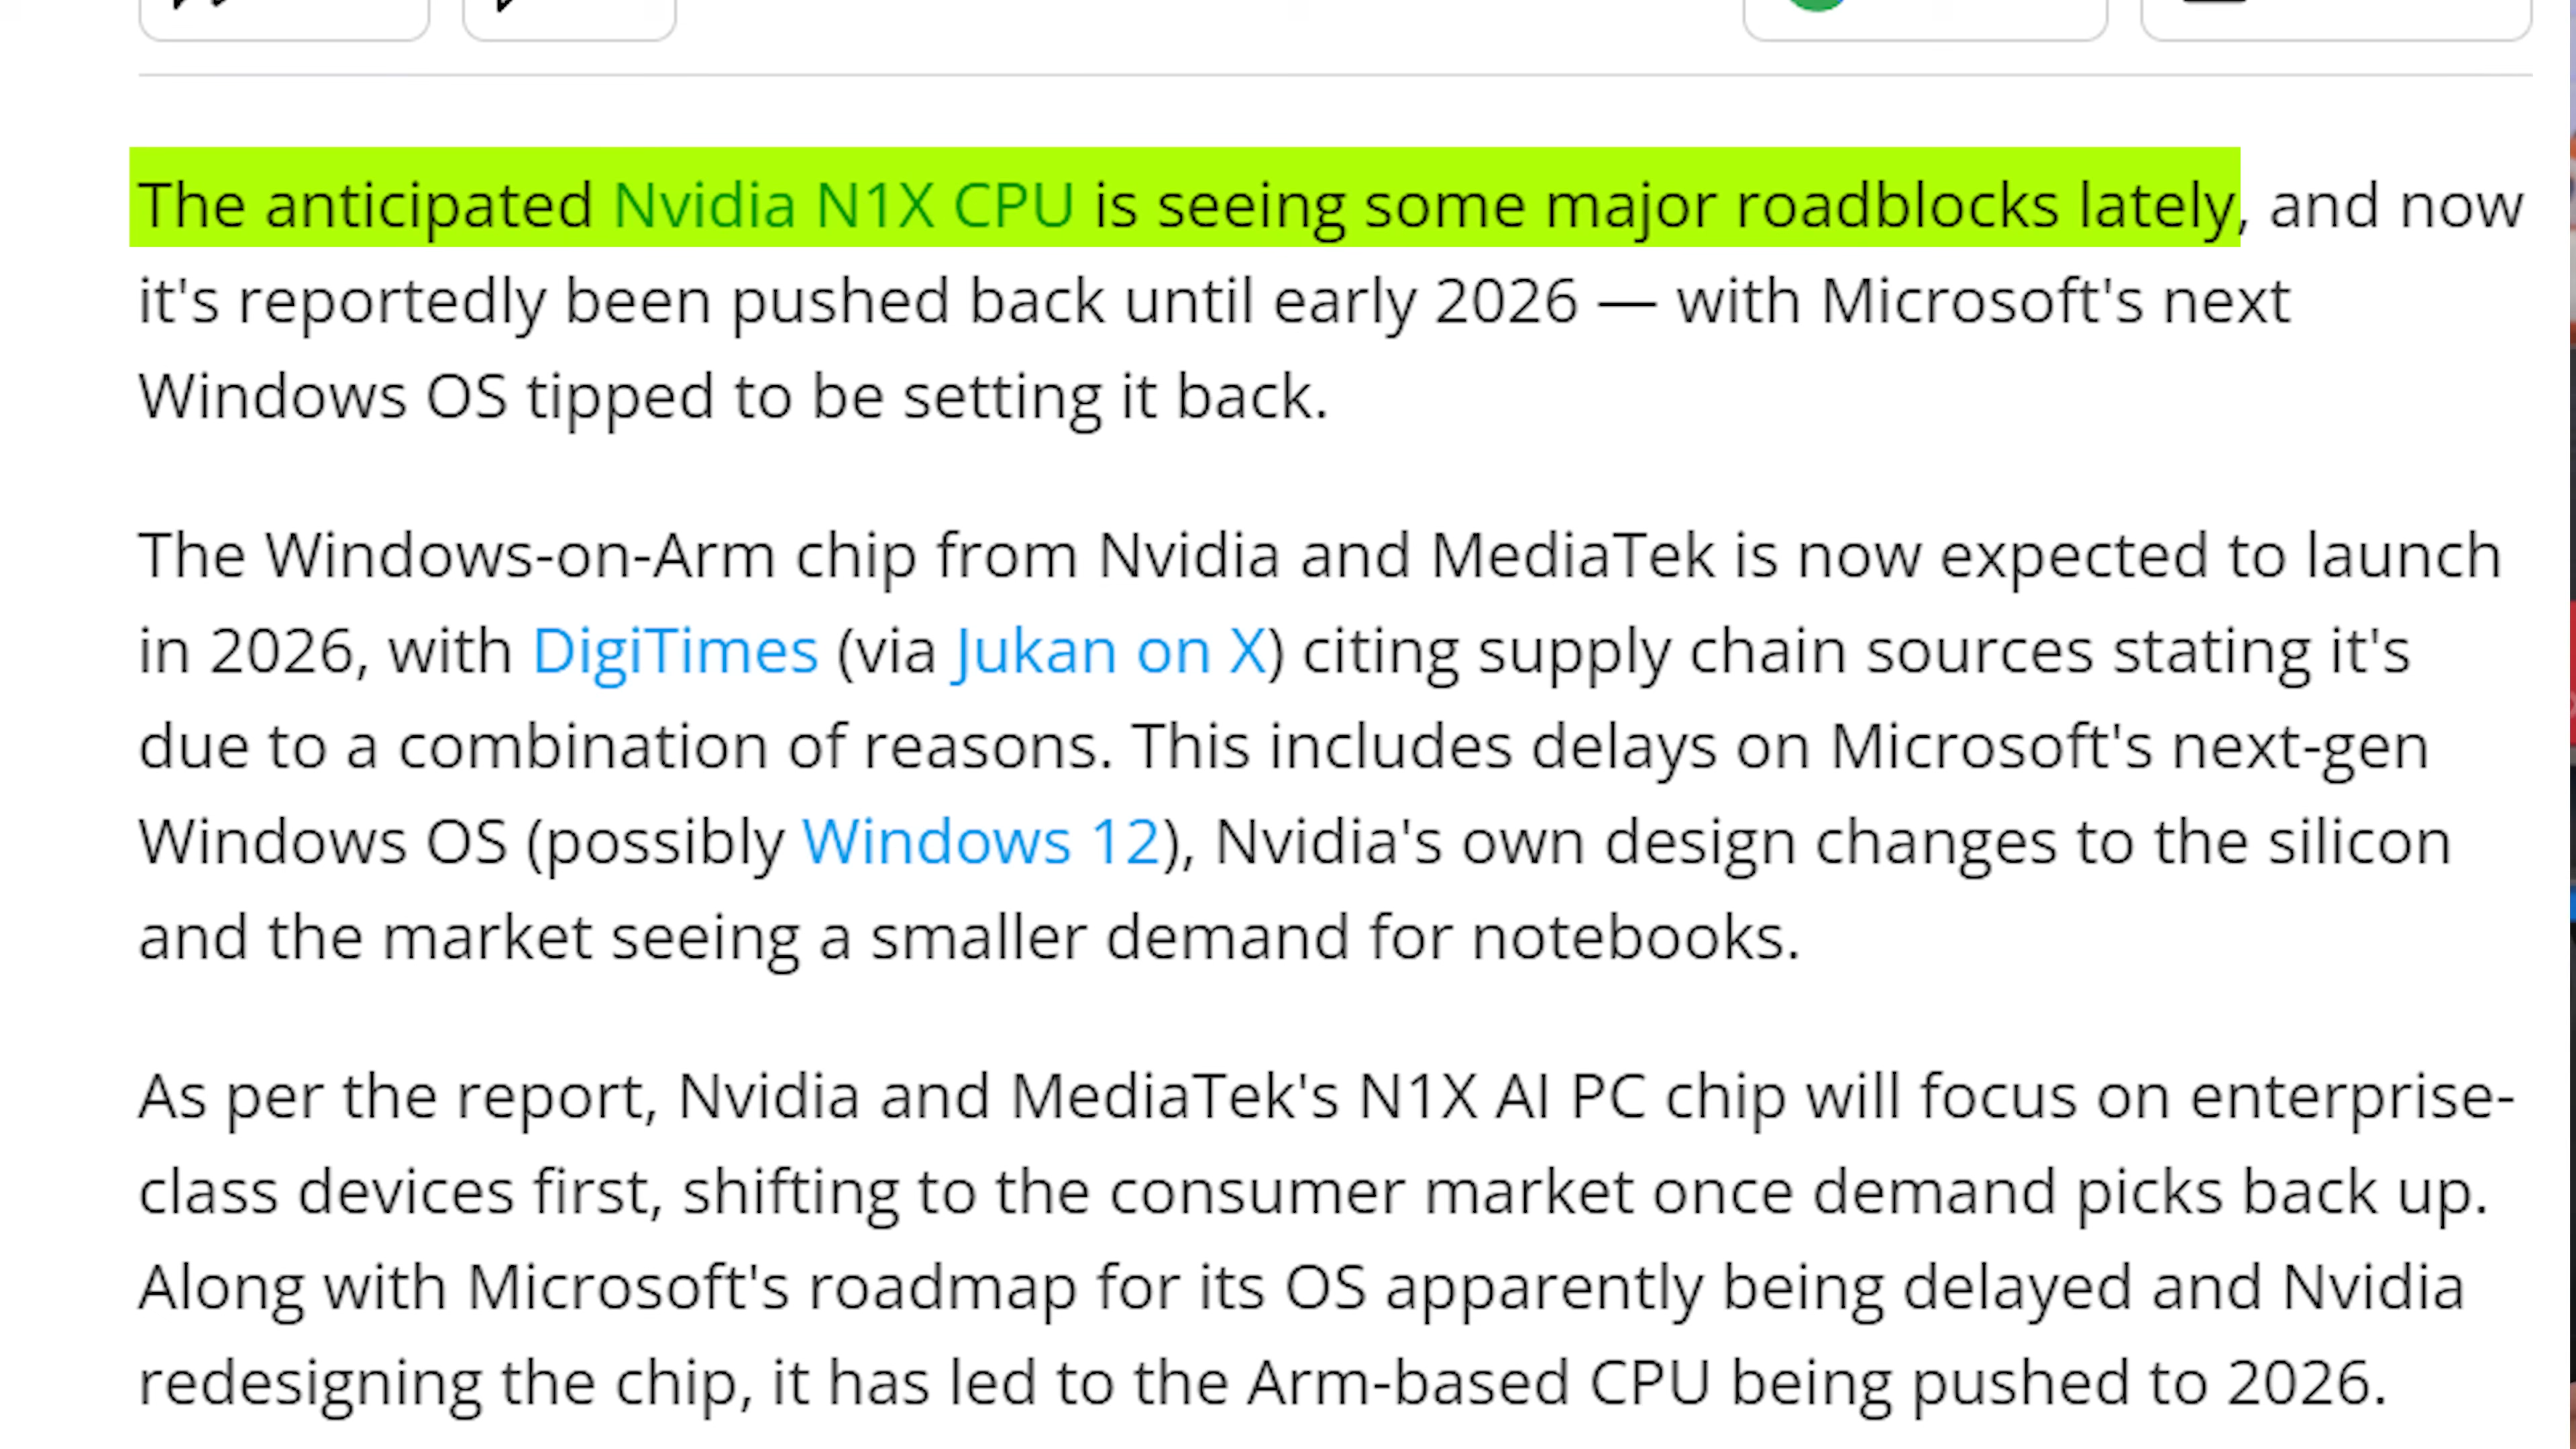 The anticipated Nvidia N1X CPU is seeing some major roadblocks lately, and now
it's reportedly been pushed back until early 2026 — with Microsoft's next
Windows OS tipped to be setting it back.
The Windows-on-Arm chip from Nvidia and MediaTek is now expected to launch
in 2026, with DigiTimes (via Jukan on X) citing supply chain sources stating it's
due to a combination of reasons. This includes delays on Microsoft's next-gen
Windows OS (possibly Windows 12), Nvidia's own design changes to the silicon
and the market seeing a smaller demand for notebooks.
As per the report, Nvidia and MediaTek's N1X AI PC chip will focus on enterprise-
class devices first, shifting to the consumer market once demand picks back up.
Along with Microsoft's roadmap for its OS apparently being delayed and Nvidia
redesigning the chip, it has led to the Arm-based CPU being pushed to 2026.